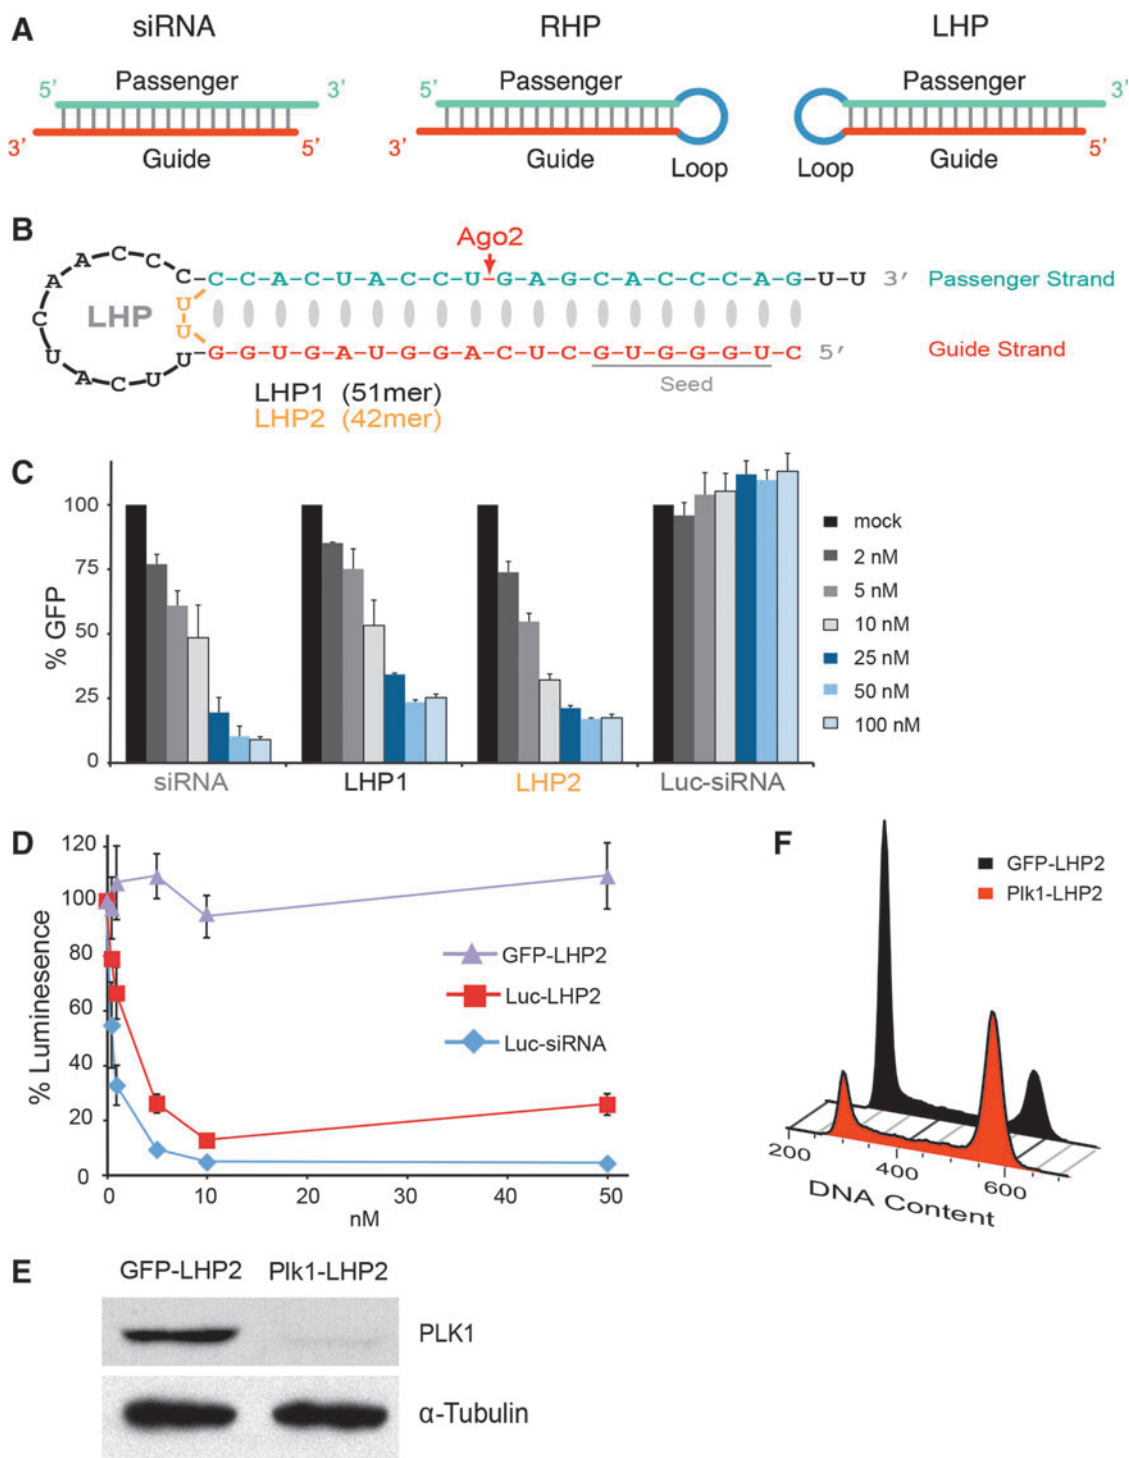 A
siRNA
RHP
LHP
5’ Passenger 3’
3’ Guide 5’
5’ Passenger
3’ Guide
Loop
Passenger 3’
Guide 5’
Loop
B
Ago2
C-C-A-C-U-A-C-C-U-G-A-G-C-A-C-C-C-A-G-U-U 3’
Passenger Strand
C C C A A C U C A U U U
U U
LHP
G-G-U-G-A-U-G-G-A-C-U-C-G-U-G-G-G-U-C 5’
Guide Strand
Seed
LHP1 (51mer)
LHP2 (42mer)
C
% GFP
100
75
50
25
0
siRNA
LHP1
LHP2
Luc-siRNA
mock
2 nM
5 nM
10 nM
25 nM
50 nM
100 nM
D
% Luminesence
120
100
80
60
40
20
0
0 10 20 30 40 50
nM
GFP-LHP2
Luc-LHP2
Luc-siRNA
F
GFP-LHP2
Plk1-LHP2
200
400
600
DNA Content
E
GFP-LHP2 Plk1-LHP2
PLK1
α-Tubulin